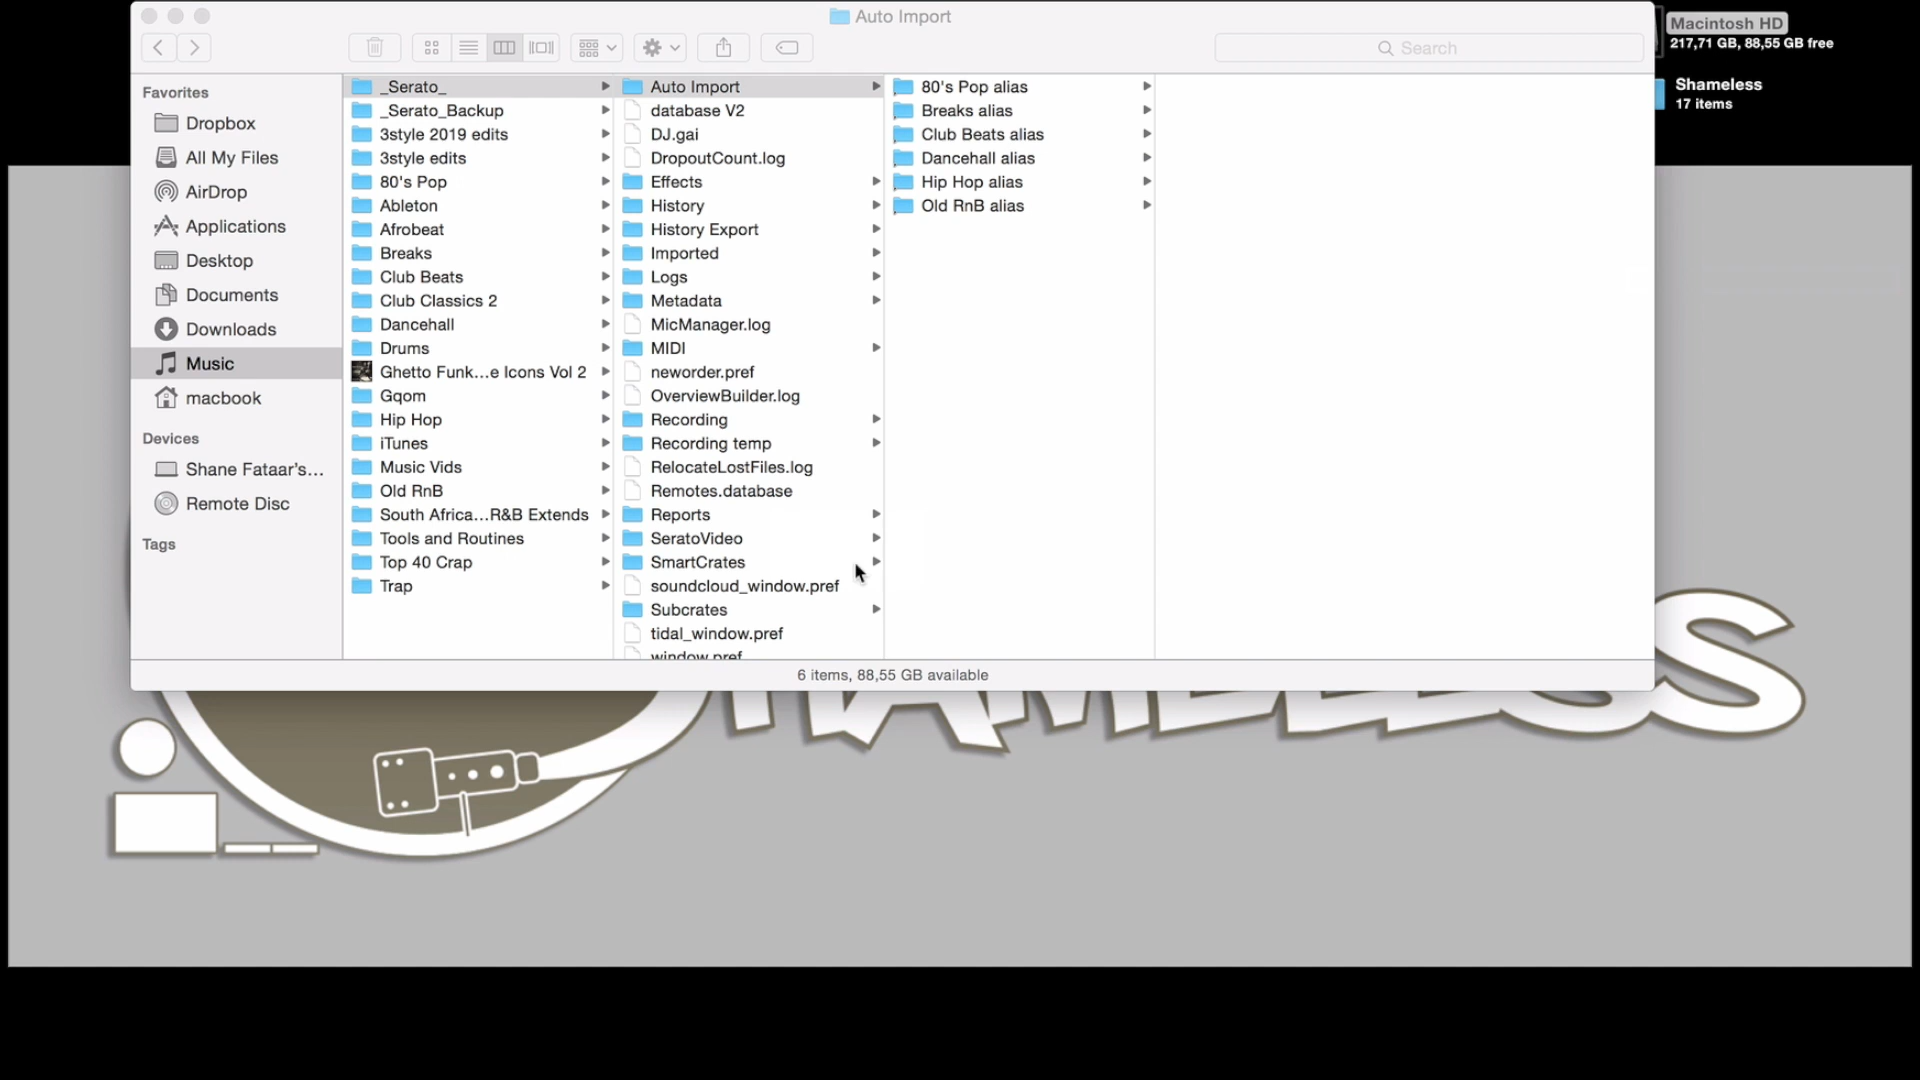 Auto Import
Search
Macintosh HD
217,71 GB, 88,55 GB free
Shameless
17 items
Favorites
Dropbox
All My Files
AirDrop
Applications
Desktop
Documents
Downloads
Music
macbook
Devices
Shane Fataar's...
Remote Disc
Tags
_Serato_
_Serato_Backup
3style 2019 edits
3style edits
80's Pop
Ableton
Afrobeat
Breaks
Club Beats
Club Classics 2
Dancehall
Drums
Ghetto Funk...e Icons Vol 2
Gqom
Hip Hop
iTunes
Music Vids
Old RnB
South Africa...R&B Extends
Tools and Routines
Top 40 Crap
Trap
Auto Import
database V2
DJ.gai
DropoutCount.log
Effects
History
History Export
Imported
Logs
Metadata
MicManager.log
MIDI
neworder.pref
OverviewBuilder.log
Recording
Recording temp
RelocateLostFiles.log
Remotes.database
Reports
SeratoVideo
SmartCrates
soundcloud_window.pref
Subcrates
tidal_window.pref
window.pref
80's Pop alias
Breaks alias
Club Beats alias
Dancehall alias
Hip Hop alias
Old RnB alias
6 items, 88,55 GB available